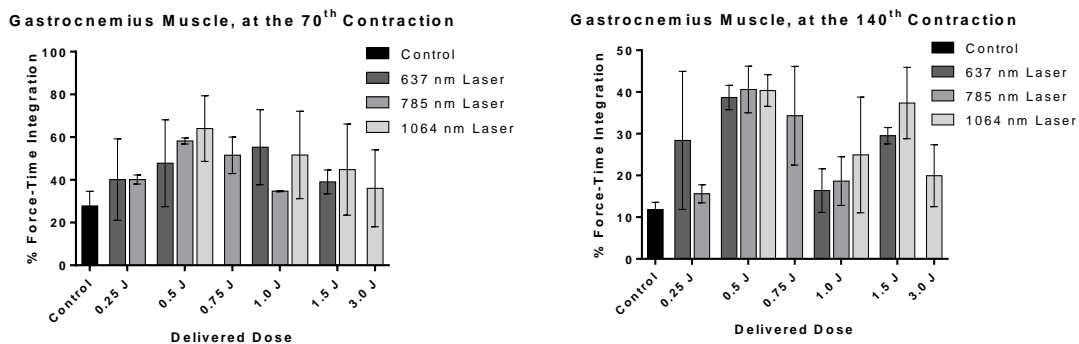 Gastrocnemius Muscle, at the 70th Contraction
100
80
60
40
20
0
% Force-Time Integration
Control
637 nm Laser
785 nm Laser
1064 nm Laser
Control
0.25 J
0.5 J
0.75 J
1.0 J
1.5 J
3.0 J
Delivered Dose
Gastrocnemius Muscle, at the 140th Contraction
50
40
30
20
10
0
% Force-Time Integration
Control
637 nm Laser
785 nm Laser
1064 nm Laser
Control
0.25 J
0.5 J
0.75 J
1.0 J
1.5 J
3.0 J
Delivered Dose